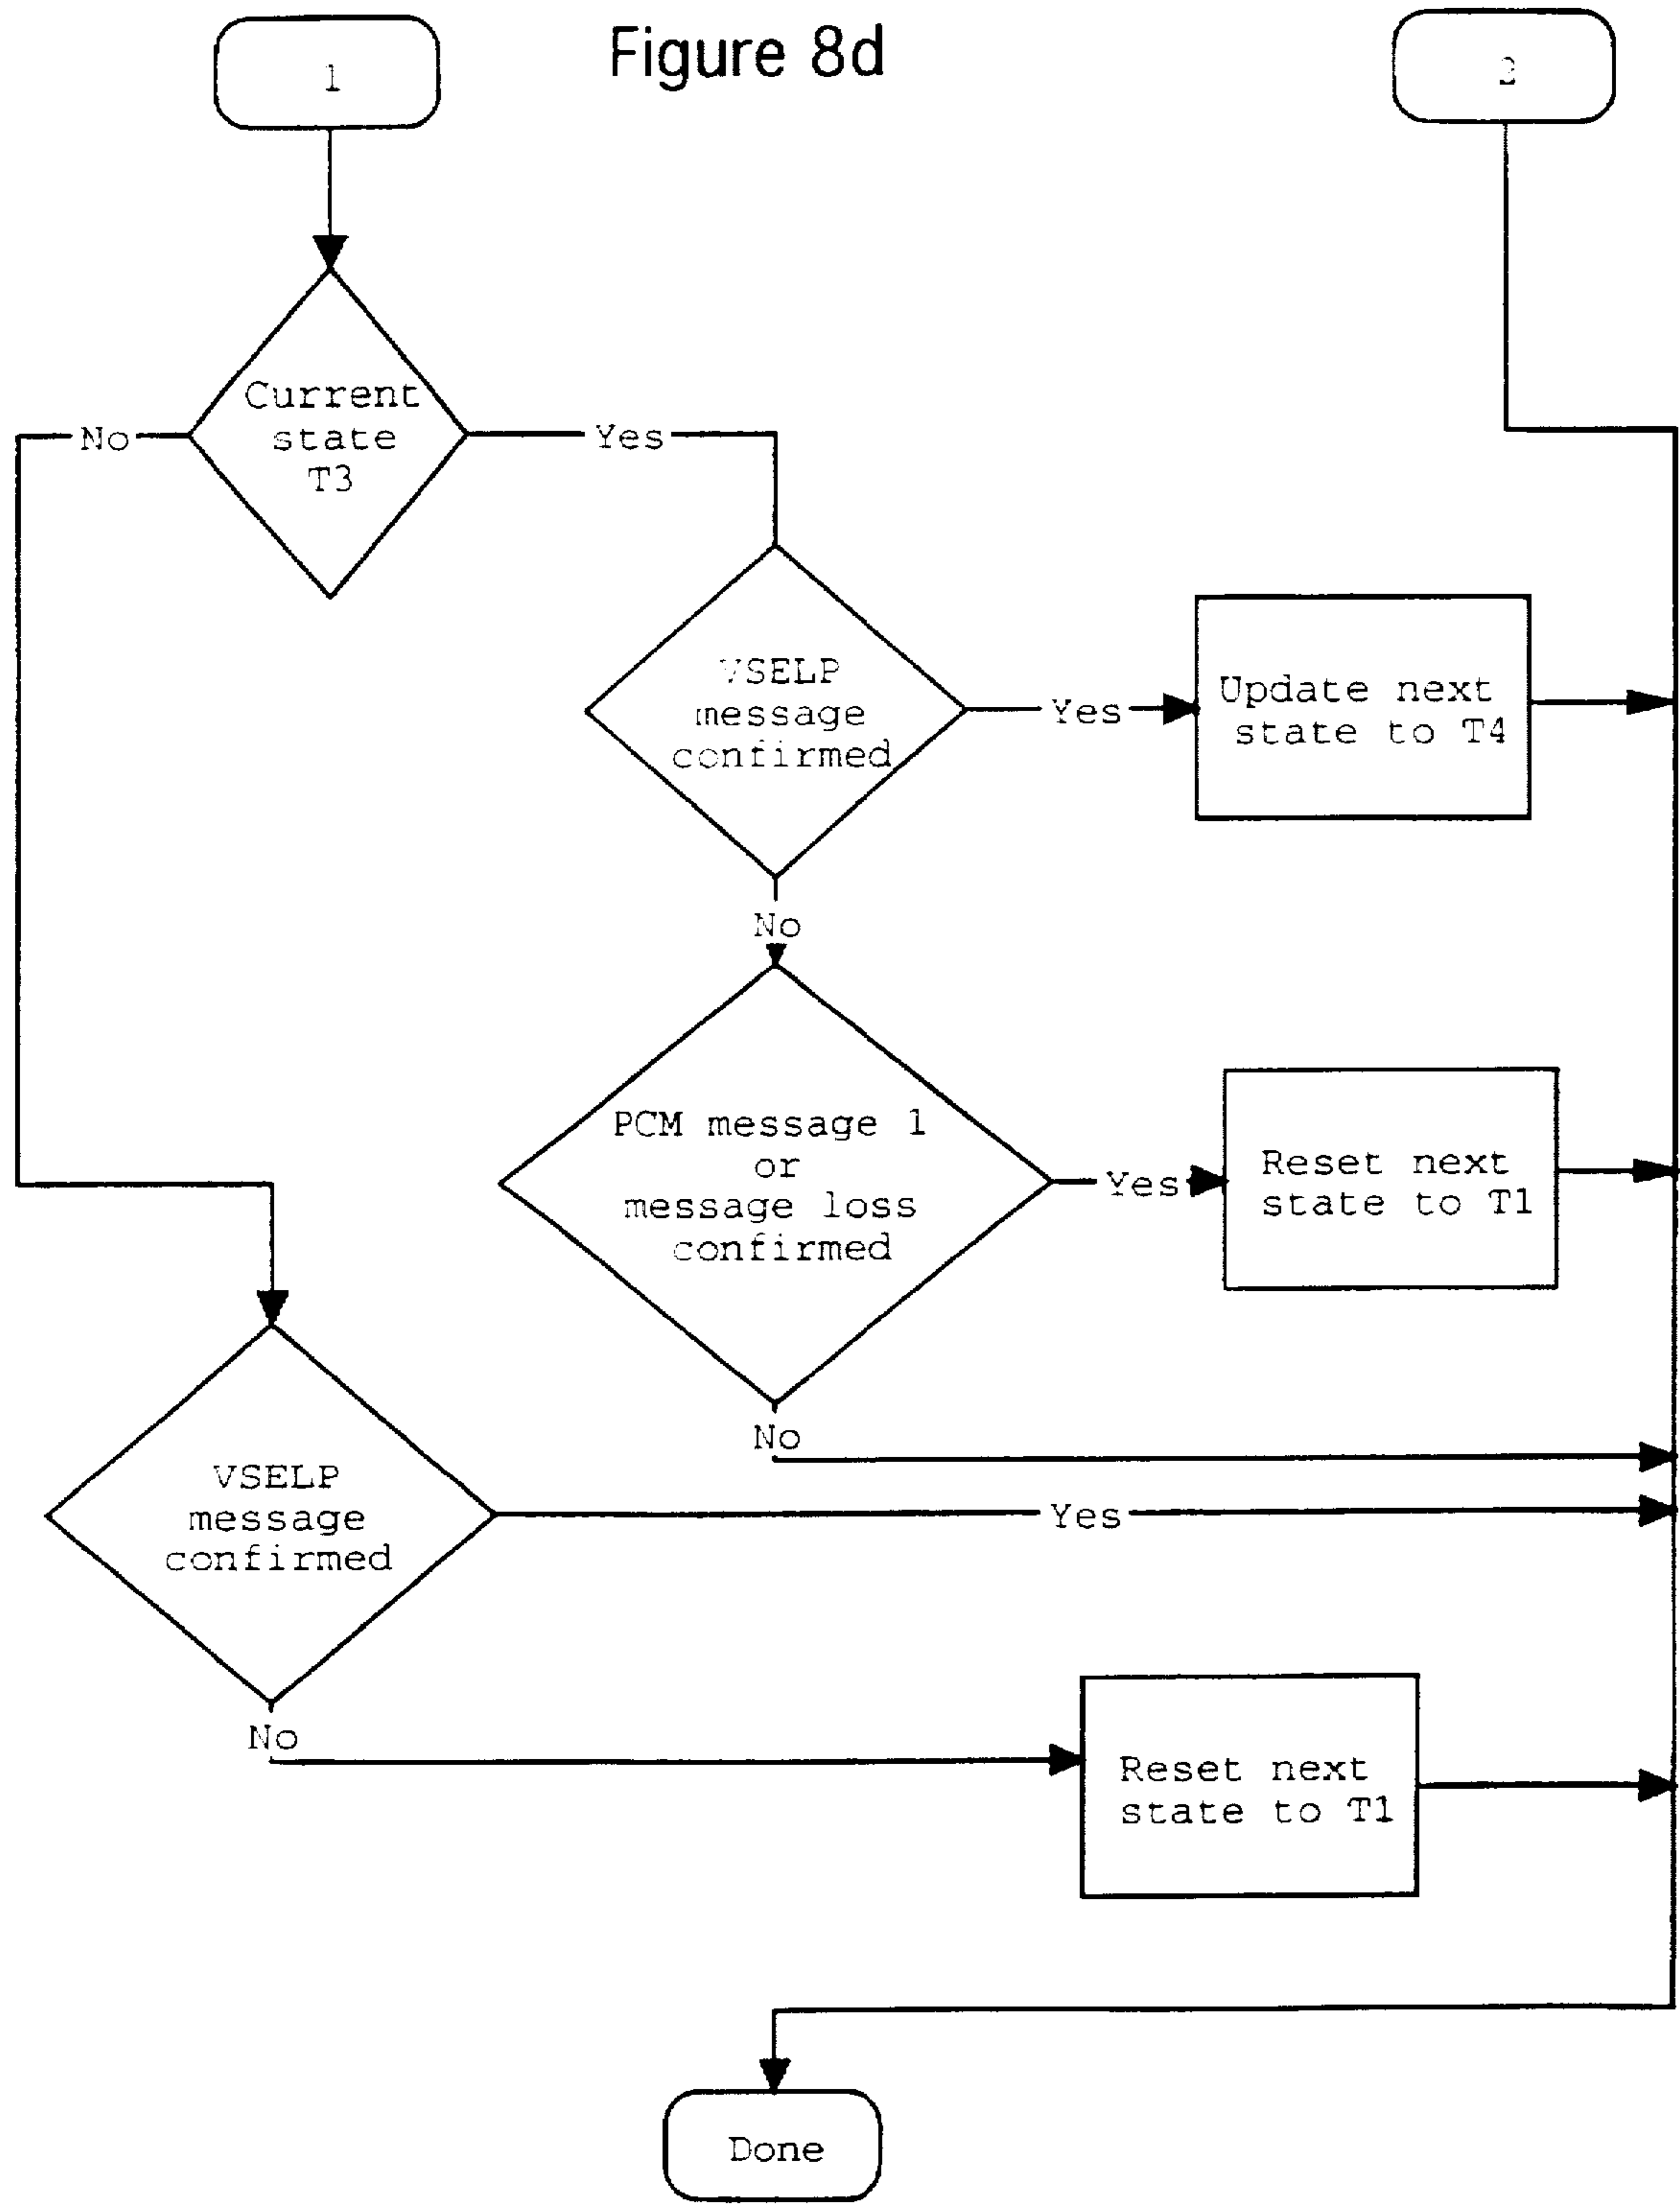 Figure 8d
1
Current
state
T3
No
Yes
VSELP
message
confirmed
Yes
Update next
state to T4
No
PCM message 1
or
message loss
confirmed
Yes
Reset next
state to T1
No
VSELP
message
confirmed
Yes
No
Reset next
state to T1
Done